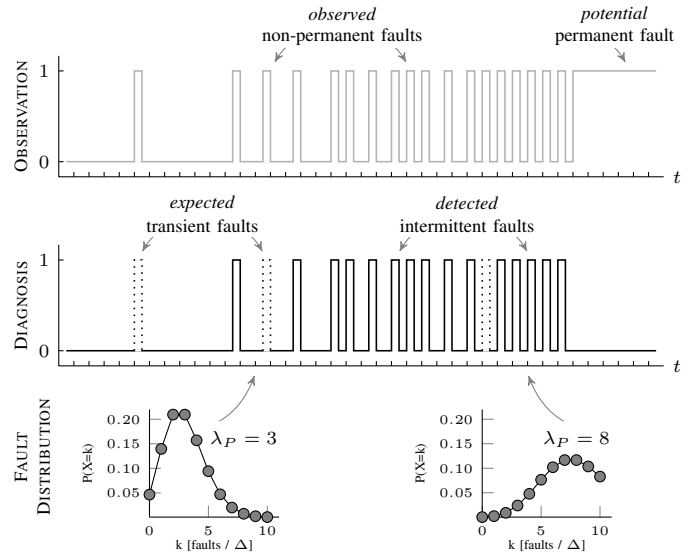 observed
non-permanent faults
potential
permanent fault
OBSERVATION
1
0
t
expected
transient faults
detected
intermittent faults
DIAGNOSIS
1
0
t
FAULT
DISTRIBUTION
P(X=k)
0.20
0.15
0.10
0.05
λP = 3
0 5 10
k [faults / Δ]
P(X=k)
0.20
0.15
0.10
0.05
λP = 8
0 5 10
k [faults / Δ]